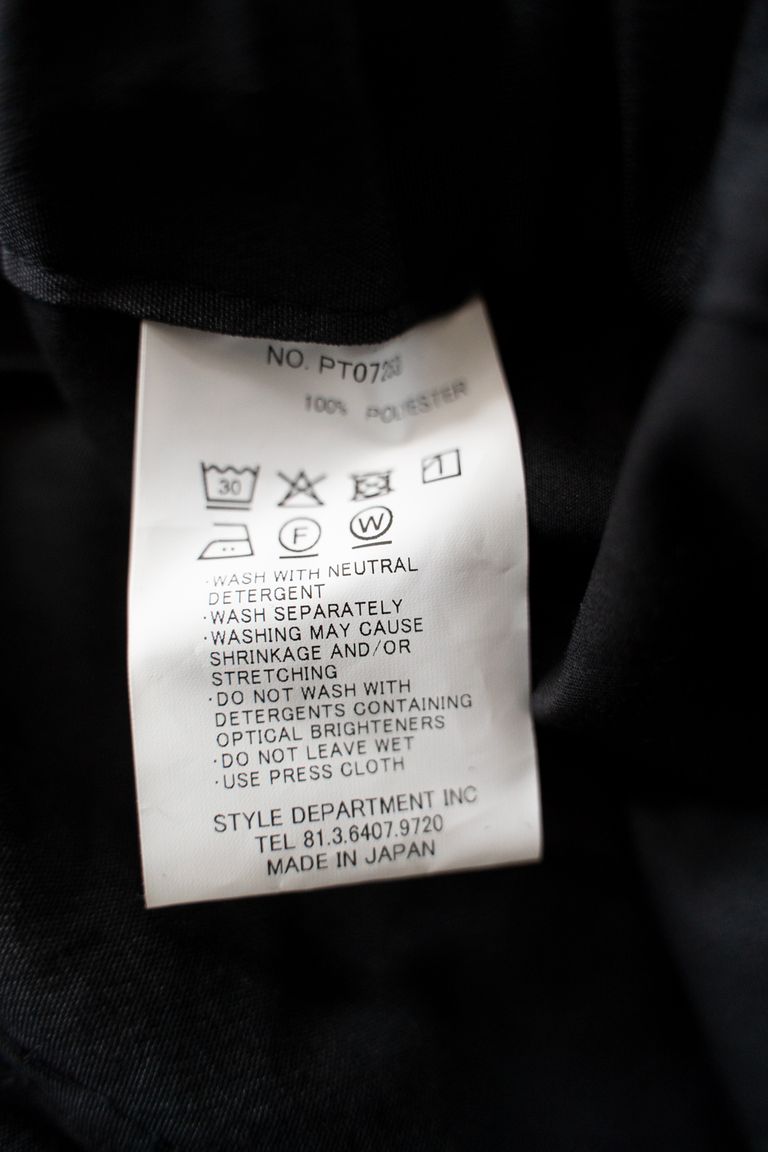 NO. PT07253
100% POLYESTER
30
1
F W
·WASH WITH NEUTRAL
DETERGENT
·WASH SEPARATELY
·WASHING MAY CAUSE
SHRINKAGE AND/OR
STRETCHING
·DO NOT WASH WITH
DETERGENTS CONTAINING
OPTICAL BRIGHTENERS
·DO NOT LEAVE WET
·USE PRESS CLOTH
STYLE DEPARTMENT INC
TEL 81.3.6407.9720
MADE IN JAPAN